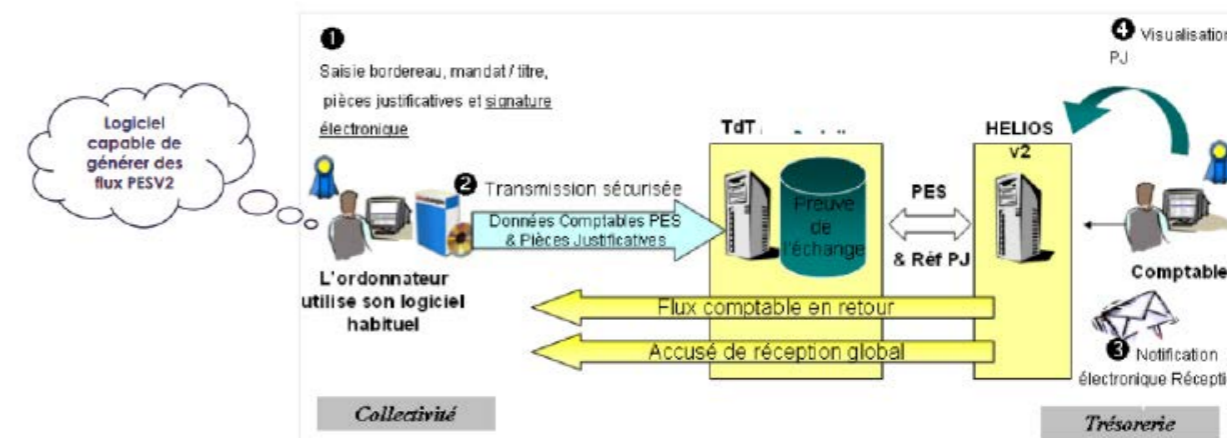 ❶
Saisie bordereau, mandat / titre,
pièces justificatives et signature
électronique
Logiciel
capable de
générer des
flux PESV2
❷ Transmission sécurisée
Données Comptables PES
& Pièces Justificatives
L'ordonnateur
utilise son logiciel
habituel
TdT
Preuve
de
l'échange
PES
& Réf PJ
HELIOS
v2
❹ Visualisation
PJ
Comptable
❸ Notification
électronique Récepti
Flux comptable en retour
Accusé de réception global
Collectivité
Trésorerie